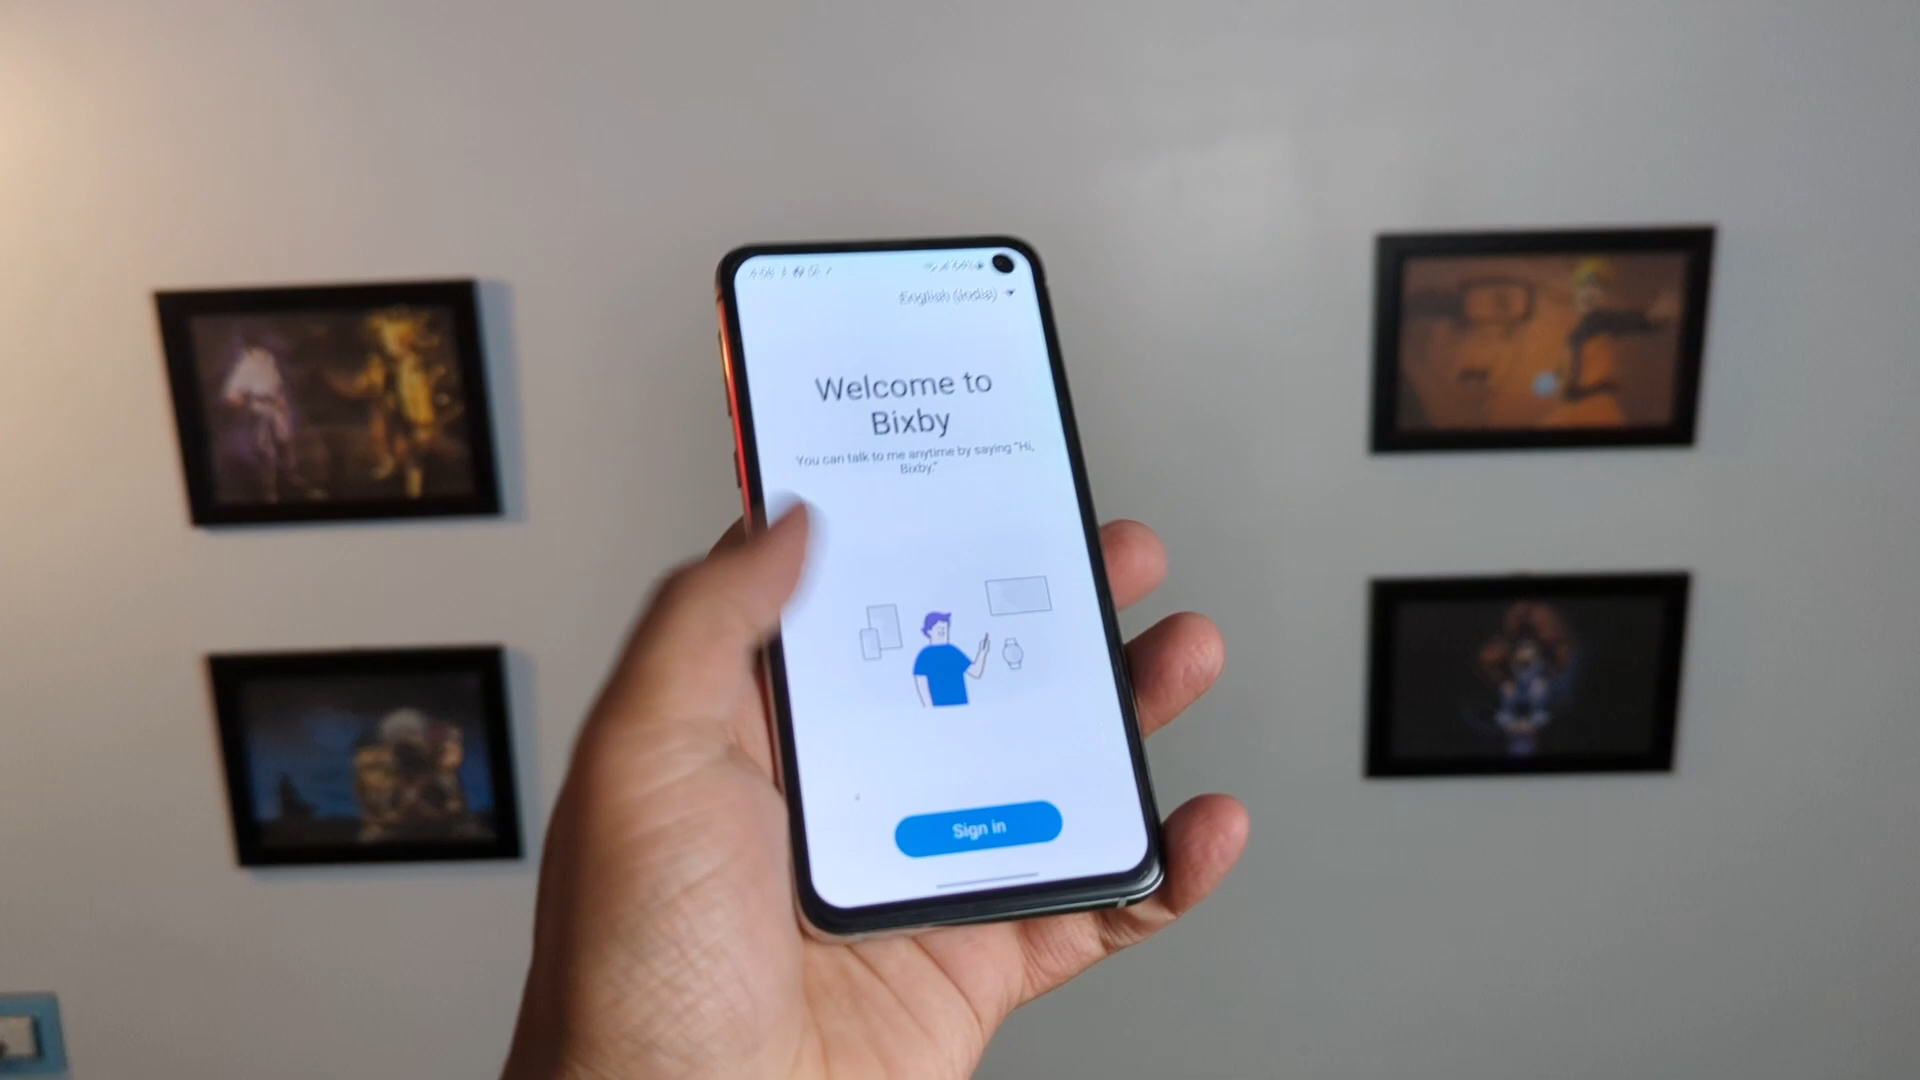 English (India)
Welcome to
Bixby
You can talk to me anytime by saying "Hi,
Bixby."
Sign in